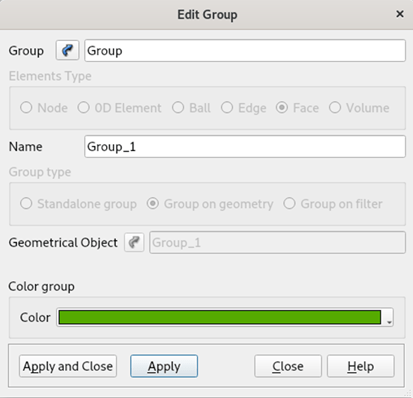 Edit Group ×
Group Group
Elements Type
Node 0D Element Ball Edge Face Volume
Name Group_1
Group type
Standalone group Group on geometry Group on filter
Geometrical Object Group_1
Color group
Color
Apply and Close Apply Close Help